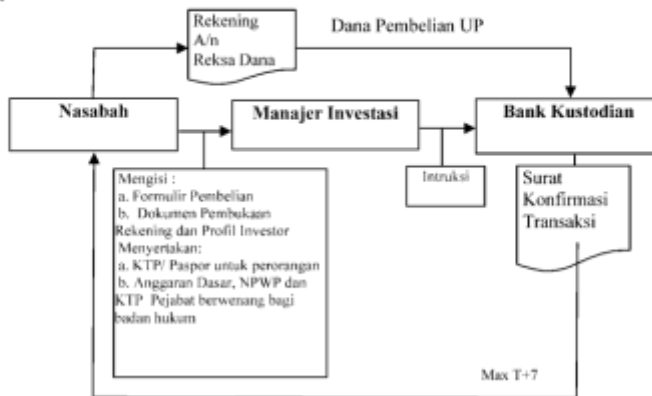 Rekening
A/n
Reksa Dana
Dana Pembelian UP
Nasabah
Manajer Investasi
Bank Kustodian
Mengisi :
a. Formulir Pembelian
b. Dokumen Pembukaan
Rekening dan Profil Investor
Menyertakan:
a. KTP/ Paspor untuk perorangan
b. Anggaran Dasar, NPWP dan
KTP Pejabat berwenang bagi
badan hukum
Intruksi
Surat
Konfirmasi
Transaksi
Max T+7